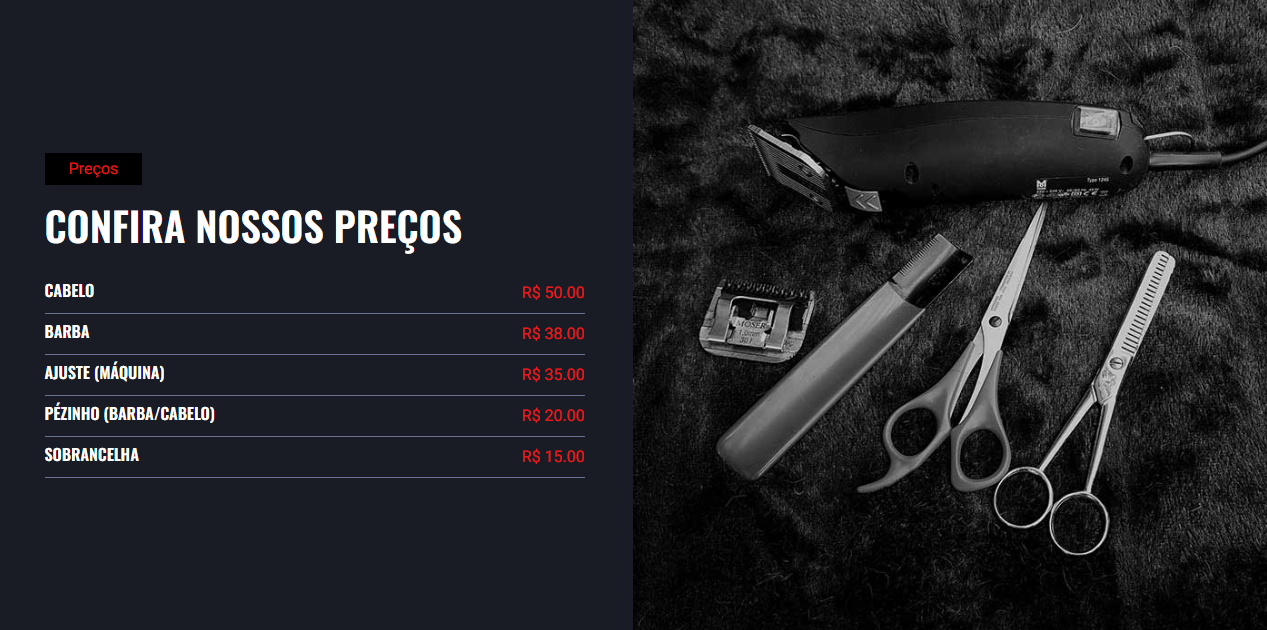 Preços
CONFIRA NOSSOS PREÇOS
CABELO R$ 50.00
BARBA R$ 38.00
AJUSTE (MÁQUINA) R$ 35.00
PÉZINHO (BARBA/CABELO) R$ 20.00
SOBRANCELHA R$ 15.00
Type 1245
MOSER